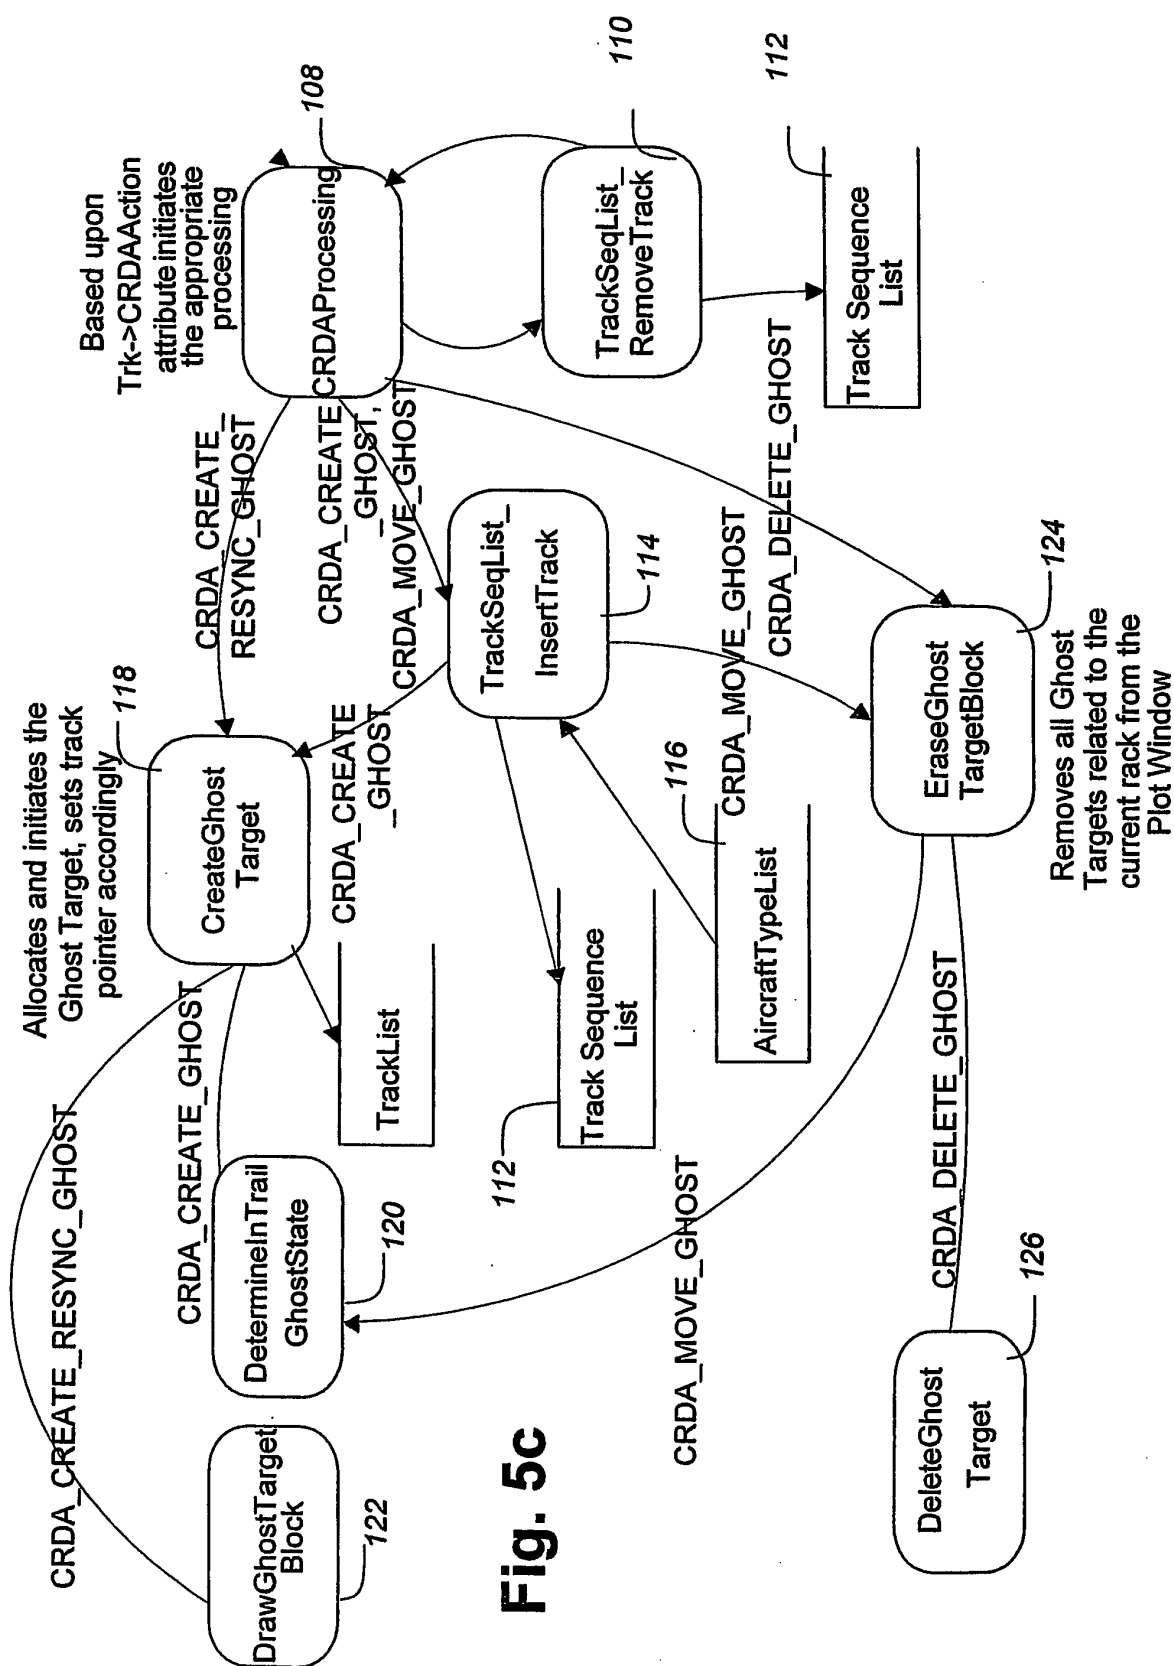 Based upon
Trk->CRDAAction
attribute initiates
the appropriate
processing
108
CRDAProcessing
110
TrackSeqList_
RemoveTrack
112
Track Sequence
List
CRDA_CREATE_
RESYNC_GHOST
CRDA_CREATE
_GHOST,
CRDA_MOVE_GHOST
CRDA_DELETE_GHOST
118
Allocates and initiates the
Ghost Target, sets track
pointer accordingly
CreateGhost
Target
CRDA_CREATE
_GHOST
TrackSeqList_
InsertTrack
114
CRDA_MOVE_GHOST
116
AircraftTypeList
124
EraseGhost
TargetBlock
Removes all Ghost
Targets related to the
current rack from the
Plot Window
CRDA_CREATE_RESYNC_GHOST
CRDA_CREATE_GHOST
TrackList
112
Track Sequence
List
DetermineInTrail
GhostState
120
CRDA_MOVE_GHOST
CRDA_DELETE_GHOST
DrawGhostTarget
Block
122
DeleteGhost
Target
126
Fig. 5c